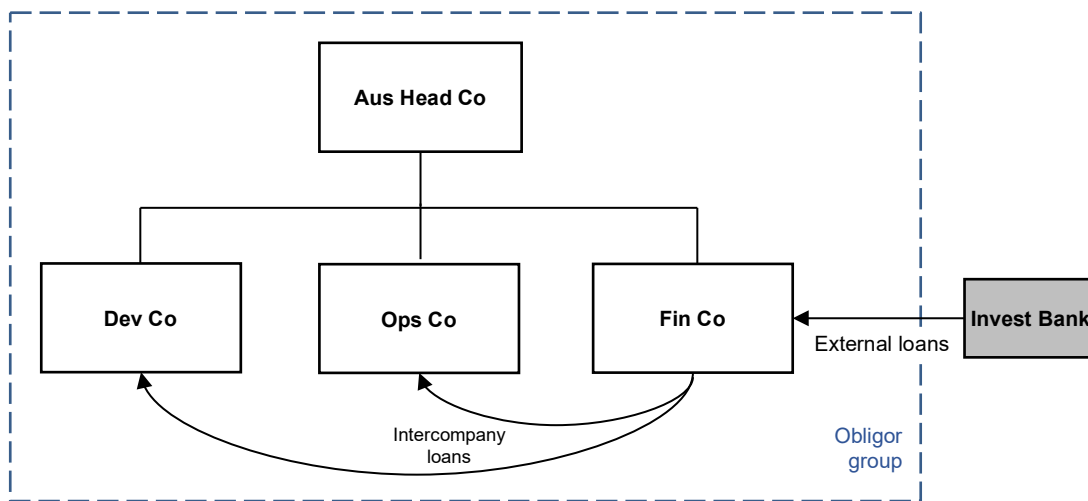 Aus Head Co
Dev Co
Ops Co
Fin Co
Invest Bank
External loans
Intercompany
loans
Obligor
group